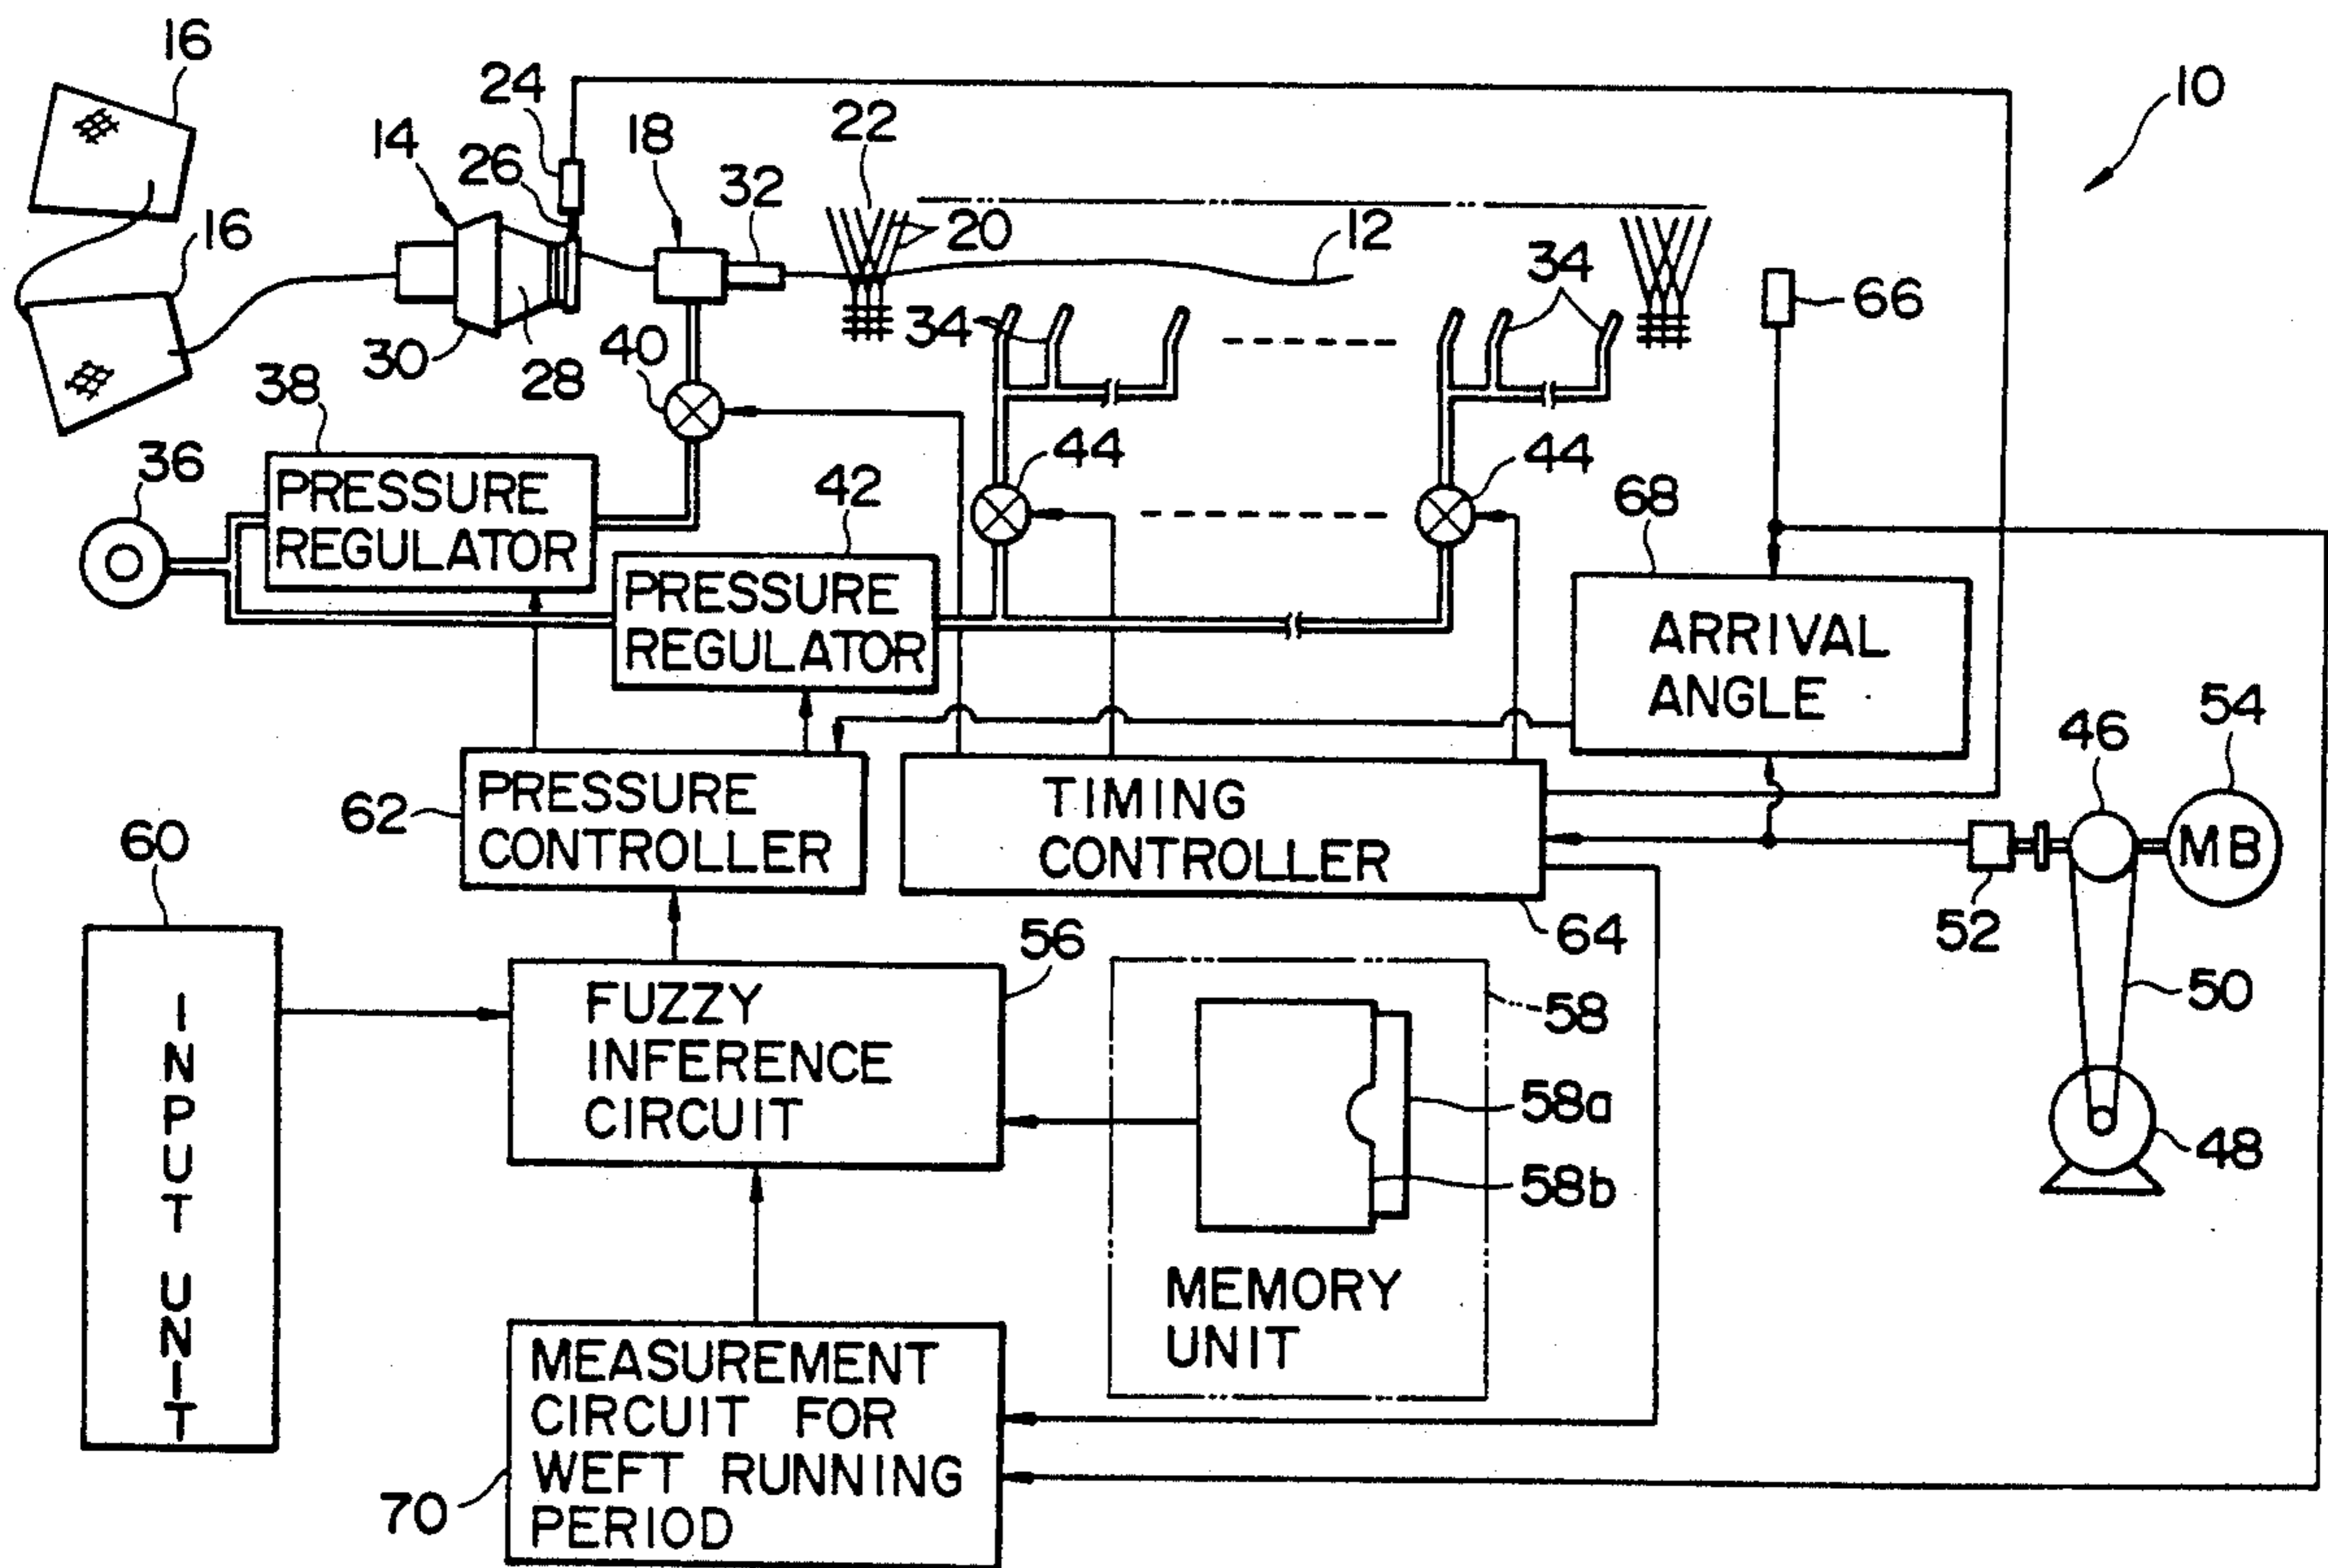 16
24
22
10
14
26
18
32
20
12
16
34
34
66
30
28
40
38
36
44
44
42
68
PRESSURE
REGULATOR
PRESSURE
REGULATOR
ARRIVAL
ANGLE
54
46
62
PRESSURE
CONTROLLER
TIMING
CONTROLLER
MB
60
52
64
56
50
58
INPUT UNIT
FUZZY
INFERENCE
CIRCUIT
58a
48
58b
MEMORY
UNIT
MEASUREMENT
CIRCUIT FOR
WEFT RUNNING
PERIOD
70